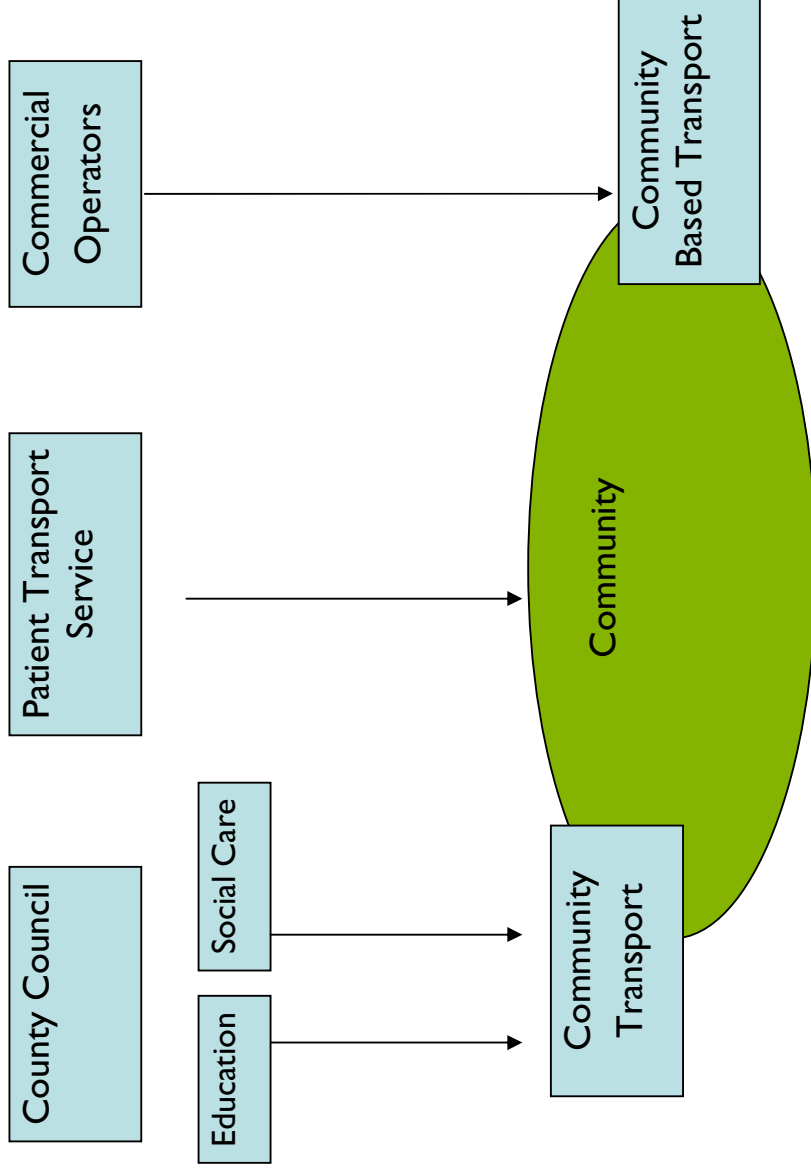 County Council
Patient Transport
Service
Commercial
Operators
Education
Social Care
Community
Transport
Community
Community
Based Transport